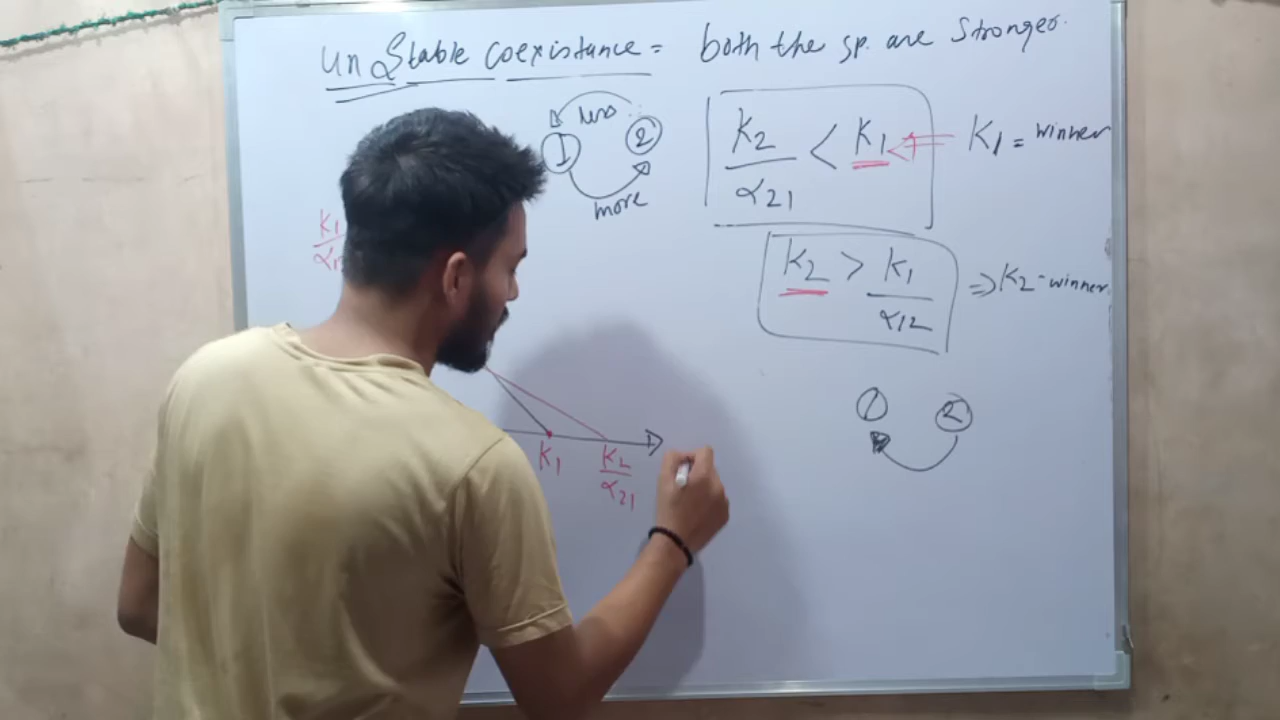 unStable coexistance = both the sp. are Stronger.
less
1 2
more
K2/α21 < K1 K1 = winner
K1
K2 > K1/α12 ⇒ K2 - winner
1 2
K1 K2/α21